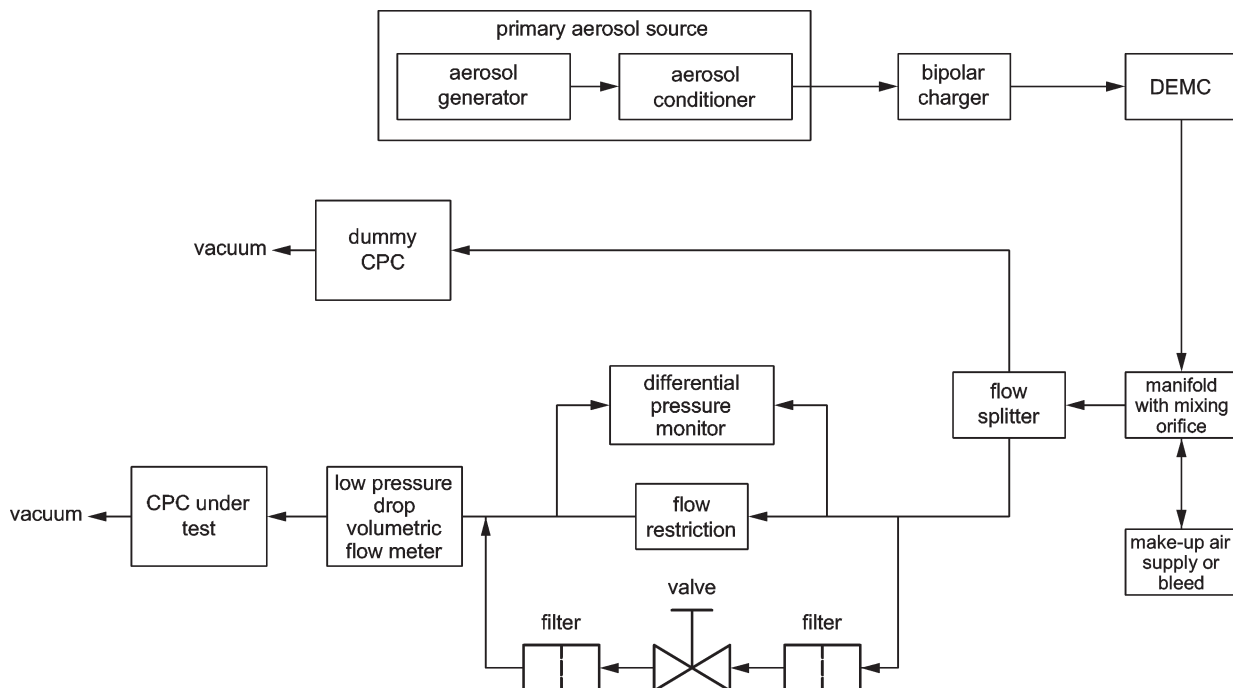 primary aerosol source
aerosol
generator
aerosol
conditioner
bipolar
charger
DEMC
vacuum
dummy
CPC
differential
pressure
monitor
flow
splitter
manifold
with mixing
orifice
vacuum
CPC under
test
low pressure
drop
volumetric
flow meter
flow
restriction
make-up air
supply or
bleed
valve
filter
filter